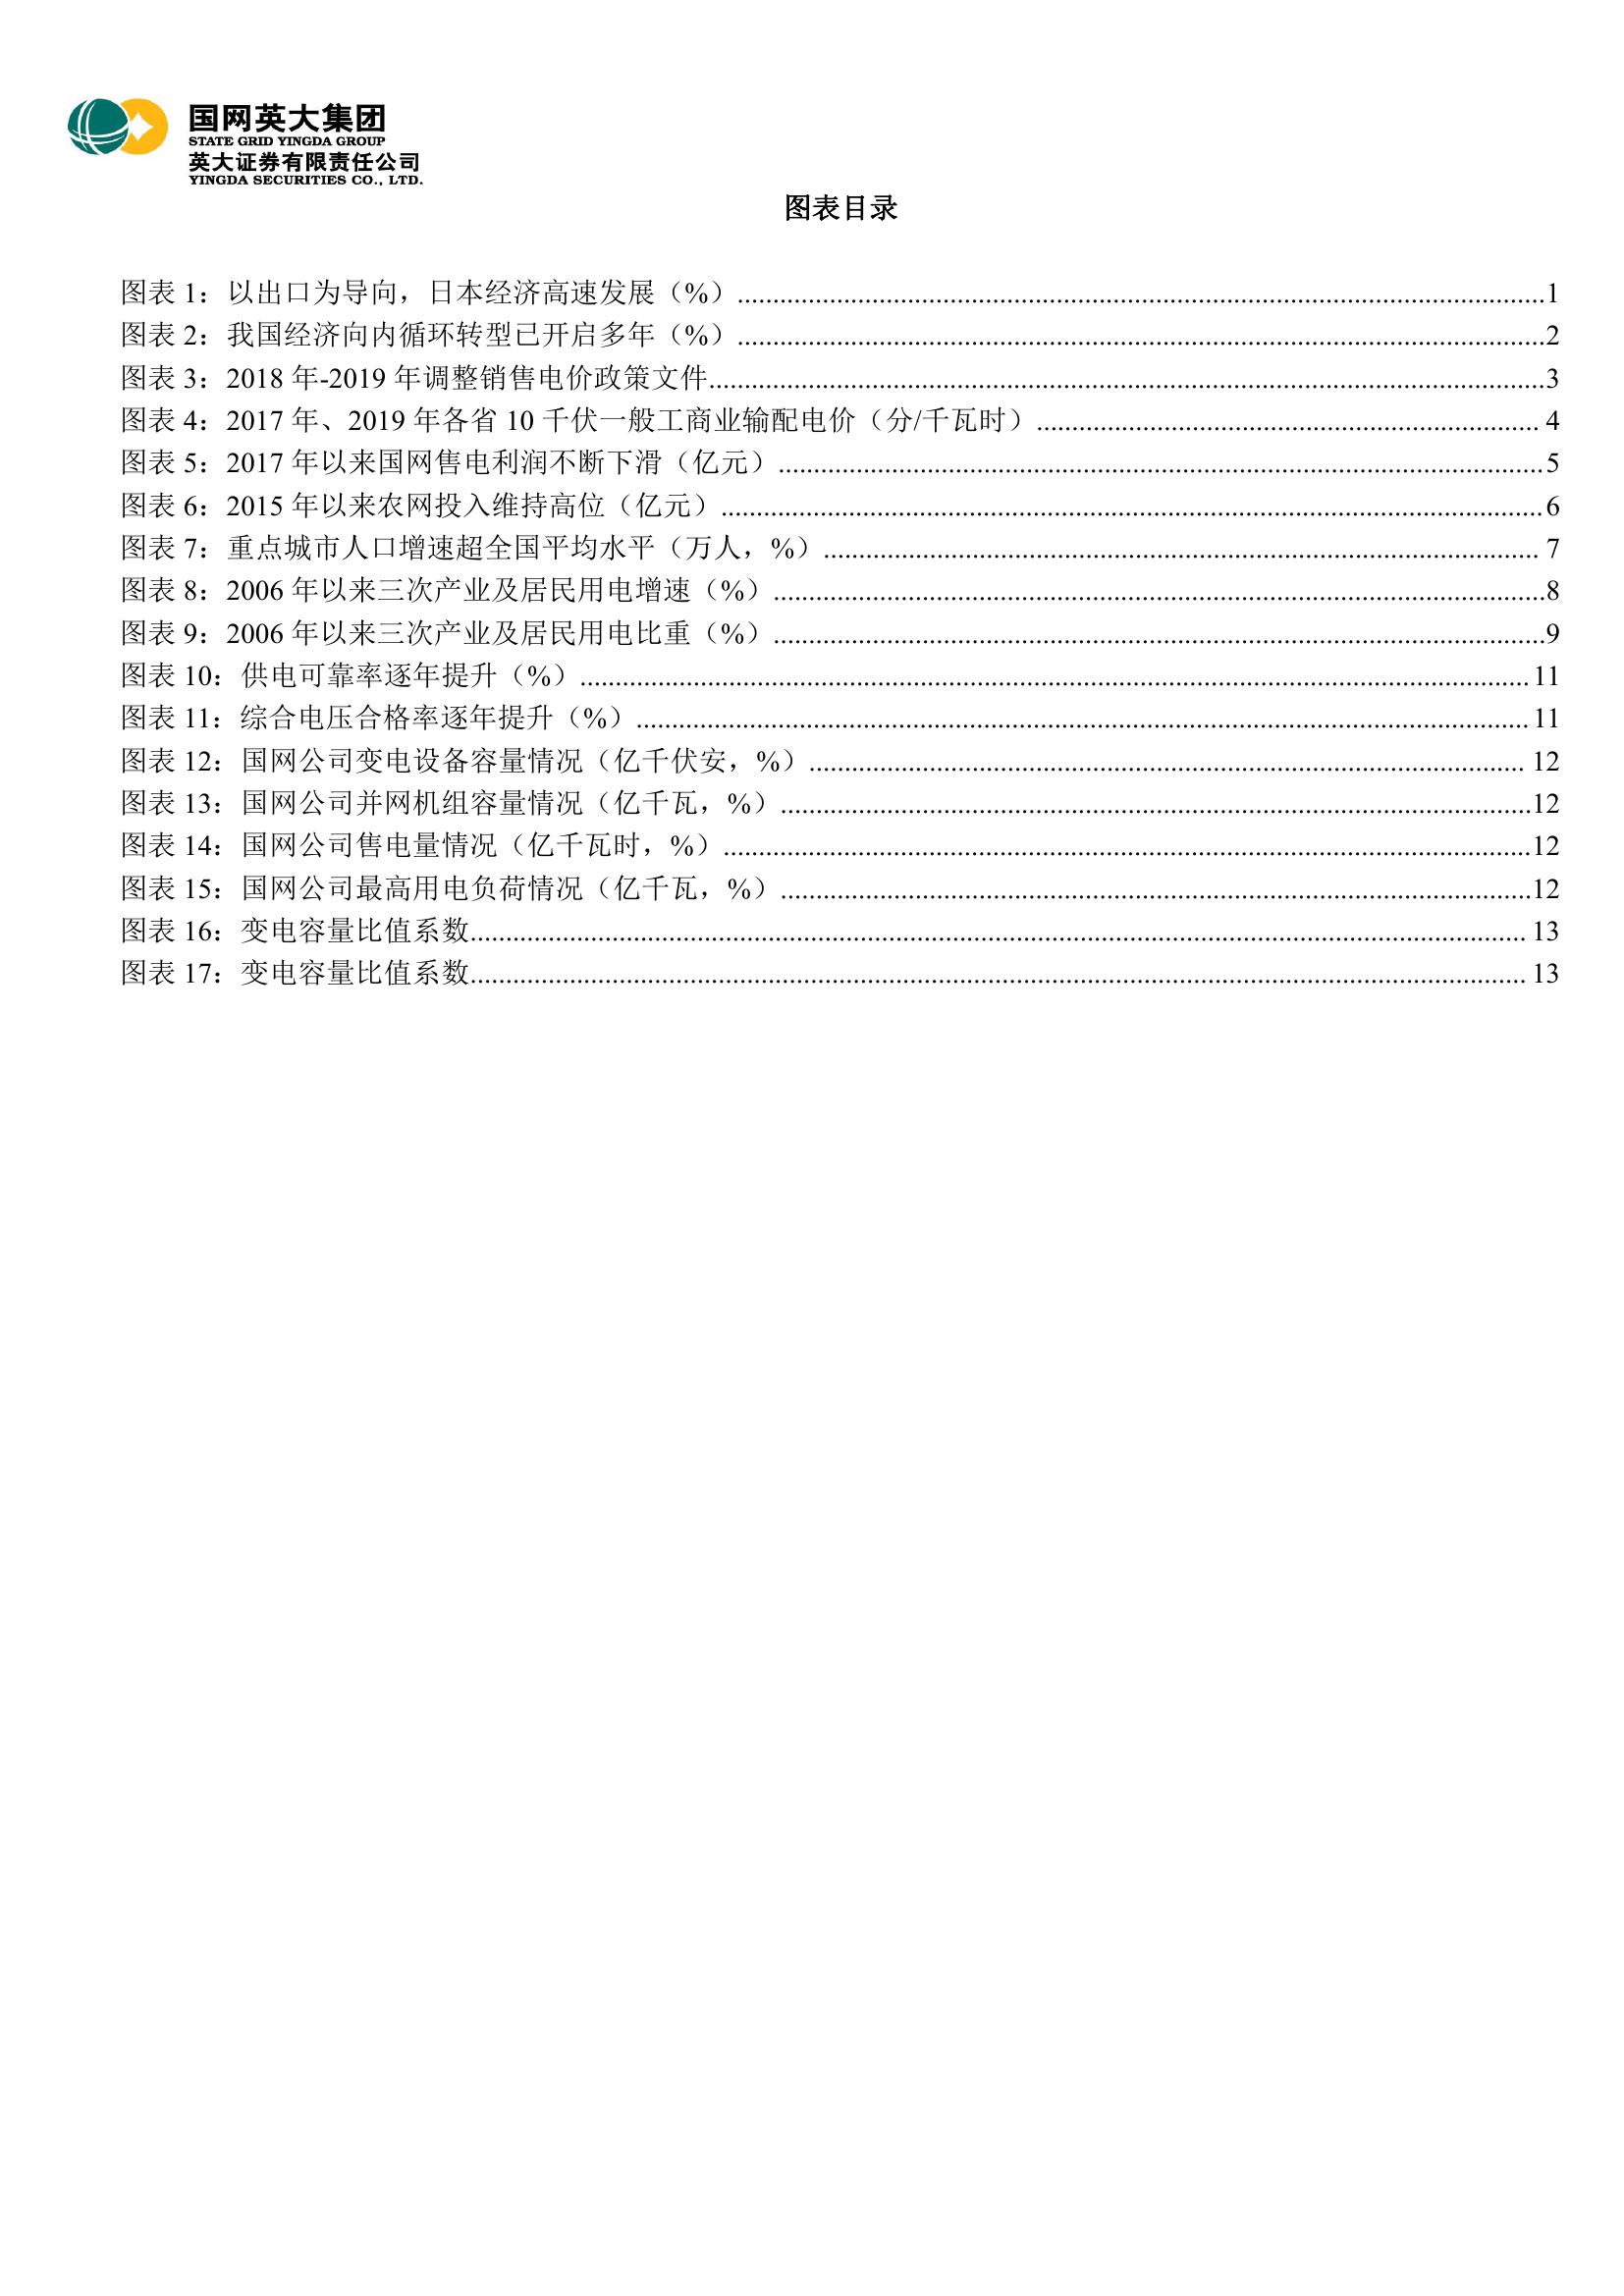 国网英大集团
STATE GRID YINGDA GROUP
英大证券有限责任公司
YINGDA SECURITIES CO., LTD.
图表目录
图表 1：以出口为导向，日本经济高速发展（%）....................1
图表 2：我国经济向内循环转型已开启多年（%）....................2
图表 3：2018 年-2019 年调整销售电价政策文件....................3
图表 4：2017 年、2019 年各省 10 千伏一般工商业输配电价（分/千瓦时）.................... 4
图表 5：2017 年以来国网售电利润不断下滑（亿元）....................5
图表 6：2015 年以来农网投入维持高位（亿元）....................6
图表 7：重点城市人口增速超全国平均水平（万人，%）.................... 7
图表 8：2006 年以来三次产业及居民用电增速（%）....................8
图表 9：2006 年以来三次产业及居民用电比重（%）....................9
图表 10：供电可靠率逐年提升（%）.................... 11
图表 11：综合电压合格率逐年提升（%）.................... 11
图表 12：国网公司变电设备容量情况（亿千伏安，%）.................... 12
图表 13：国网公司并网机组容量情况（亿千瓦，%）....................12
图表 14：国网公司售电量情况（亿千瓦时，%）....................12
图表 15：国网公司最高用电负荷情况（亿千瓦，%）....................12
图表 16：变电容量比值系数.................... 13
图表 17：变电容量比值系数.................... 13